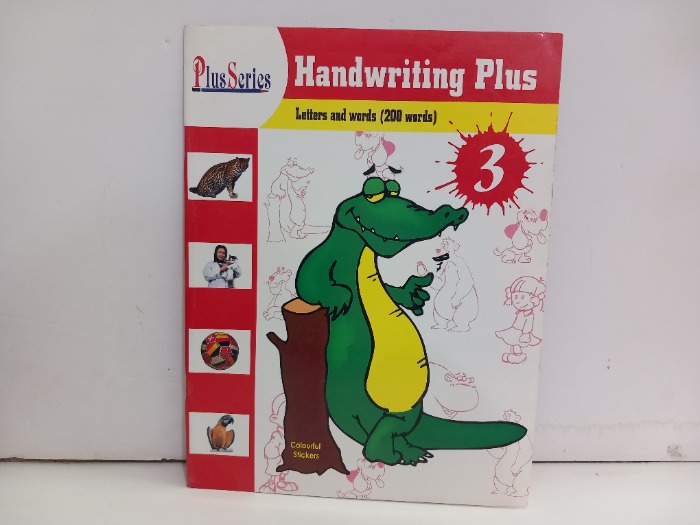 PlusSeries
Handwriting Plus
Letters and words (200 words)
3
Colourful
Stickers